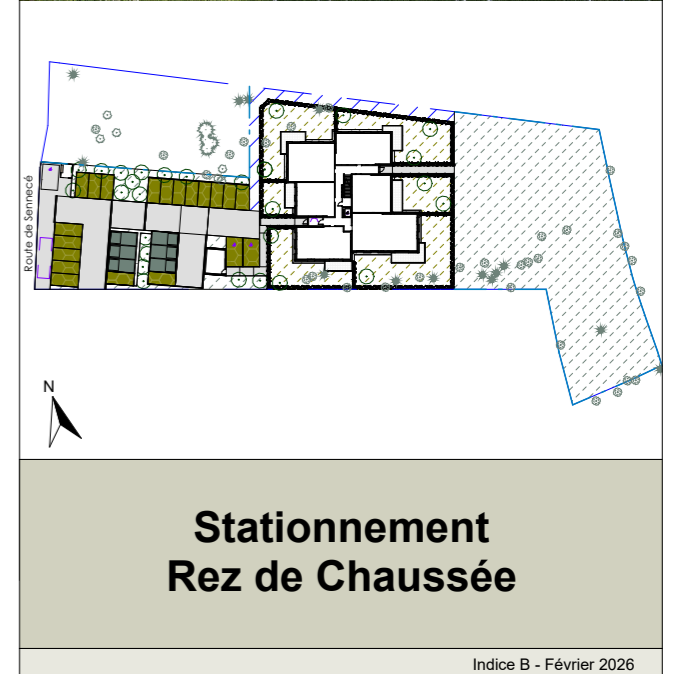 Route de Sennecé
N
Stationnement
Rez de Chaussée
Indice B - Février 2026